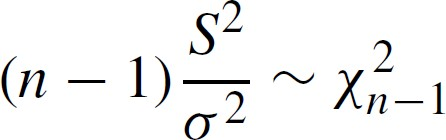 (n − 1) S²/σ² ∼ χ²ₙ₋₁